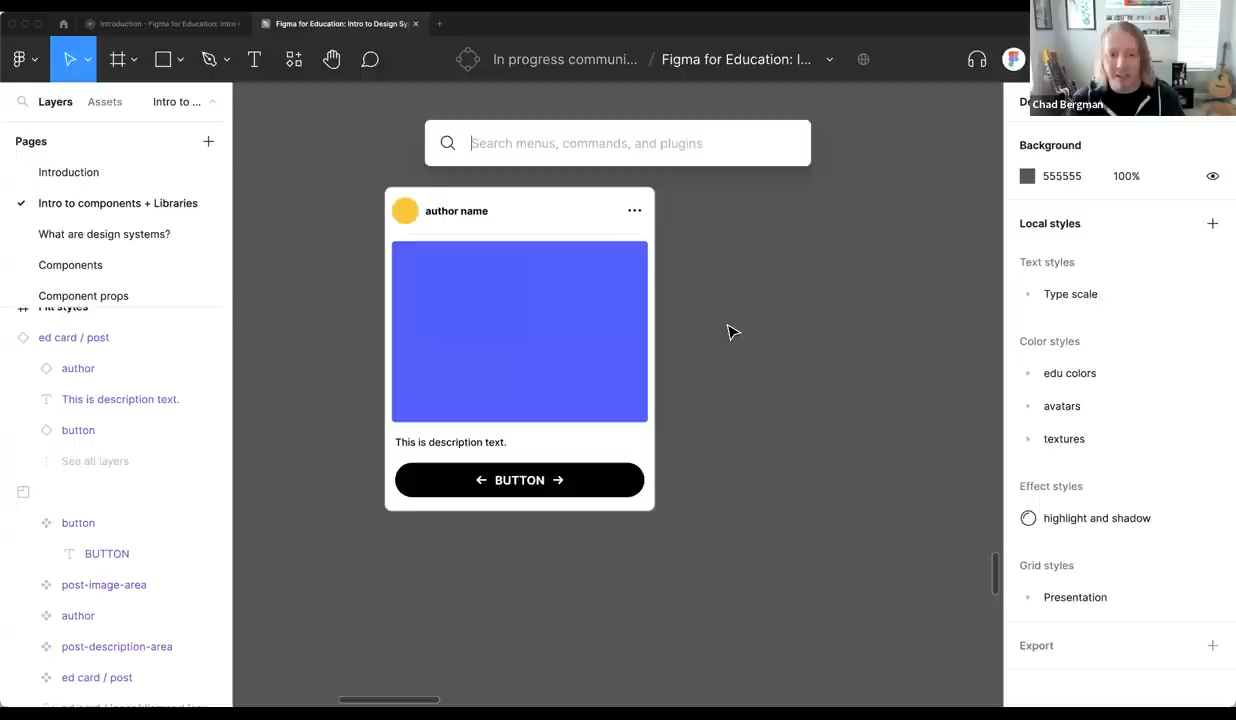 Introduction - Figma for Education: Intro t
Figma for Education: Intro to Design Sy
In progress communi... / Figma for Education: I...
Chad Bergman
Layers Assets Intro to ...
Pages
Introduction
Intro to components + Libraries
What are design systems?
Components
Component props
Fill styles
ed card / post
author
This is description text.
button
See all layers
button
BUTTON
post-image-area
author
post-description-area
ed card / post
Search menus, commands, and plugins
author name
This is description text.
← BUTTON →
Background
555555 100%
Local styles
Text styles
Type scale
Color styles
edu colors
avatars
textures
Effect styles
highlight and shadow
Grid styles
Presentation
Export